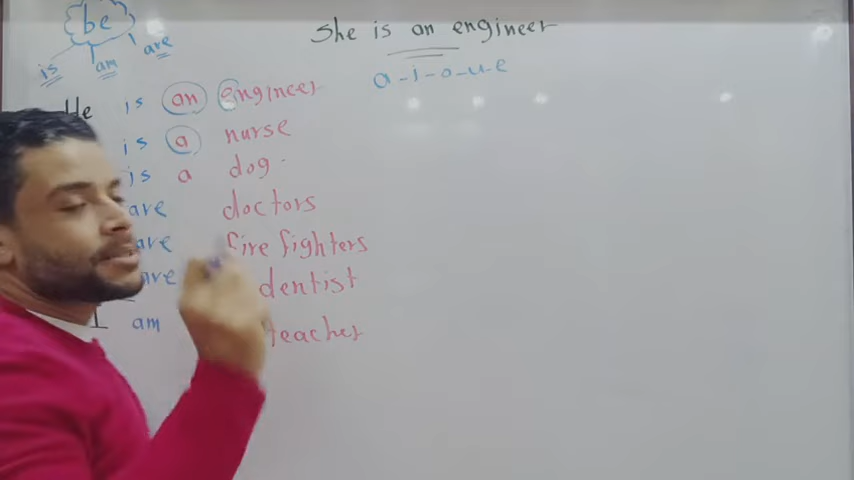 be
is am are
She is an engineer
a - i - o - u - e
He is an engineer
is a nurse
is a dog
are doctors
are fire fighters
are dentist
I am teacher